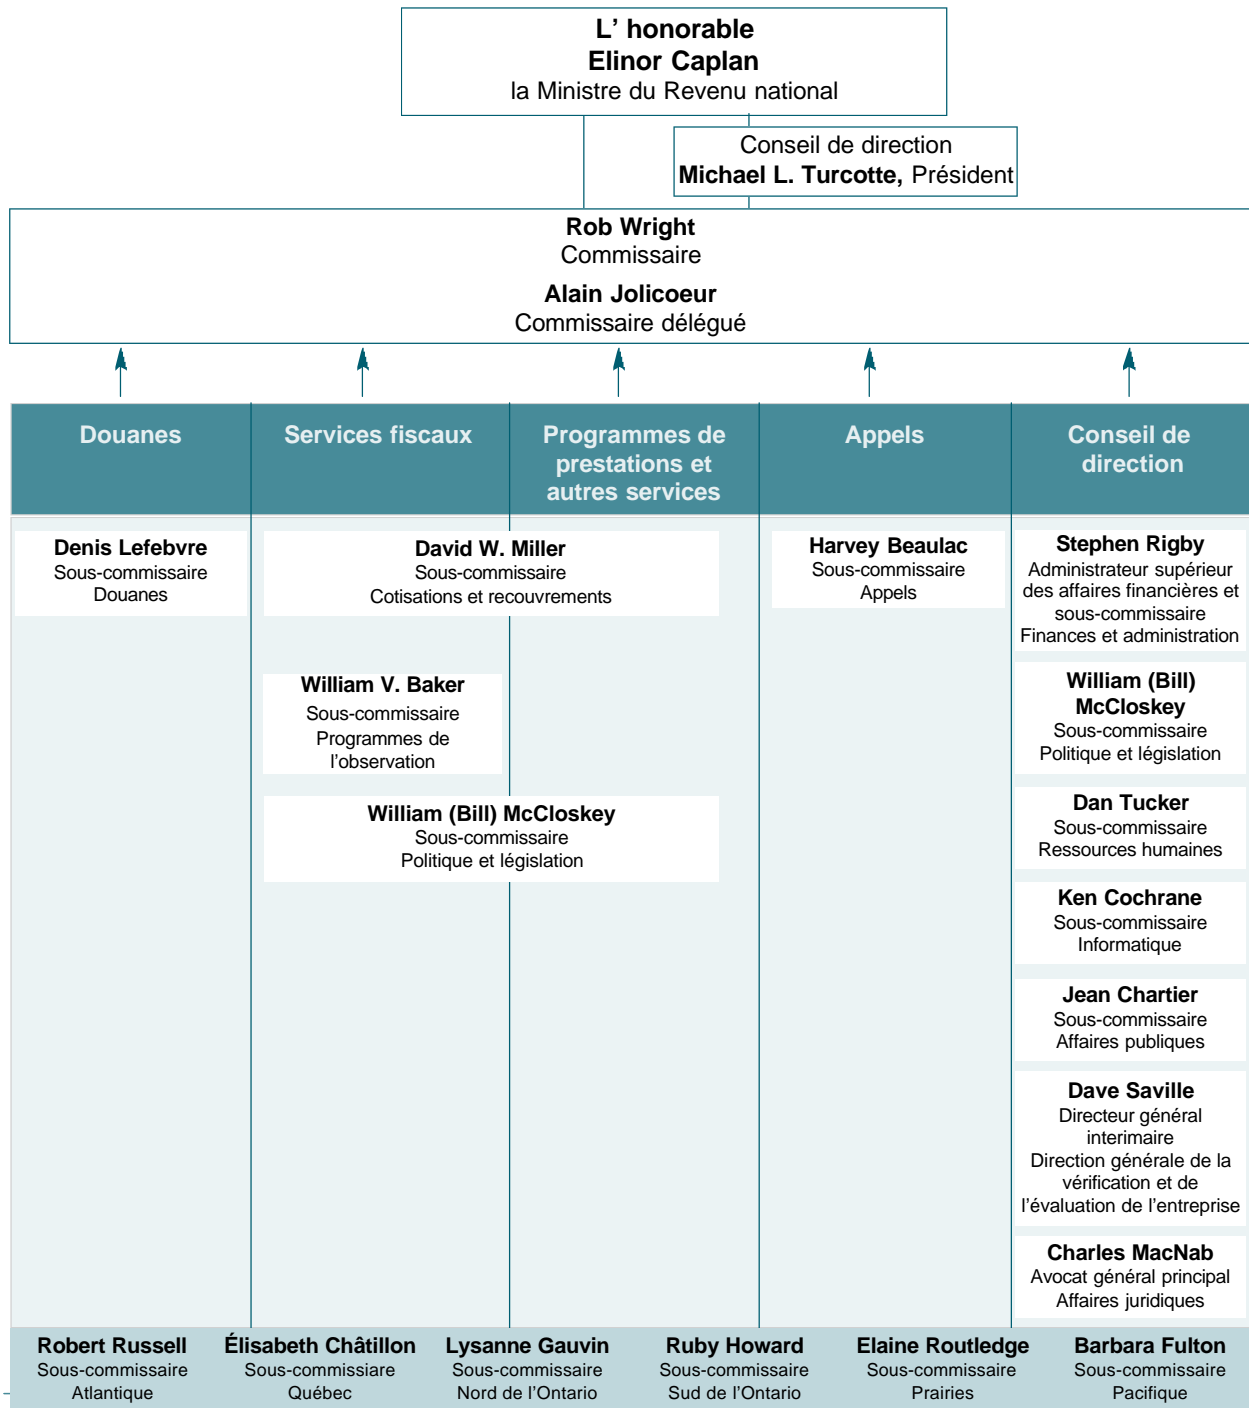 L' honorable
Elinor Caplan
la Ministre du Revenu national
Conseil de direction
Michael L. Turcotte, Président
Rob Wright
Commissaire
Alain Jolicoeur
Commissaire délégué
Douanes
Services fiscaux
Programmes de
prestations et
autres services
Appels
Conseil de
direction
Denis Lefebvre
Sous-commissaire
Douanes
David W. Miller
Sous-commissaire
Cotisations et recouvrements
William V. Baker
Sous-commissaire
Programmes de
l'observation
William (Bill) McCloskey
Sous-commissaire
Politique et législation
Harvey Beaulac
Sous-commissaire
Appels
Stephen Rigby
Administrateur supérieur
des affaires financières et
sous-commissaire
Finances et administration
William (Bill)
McCloskey
Sous-commissaire
Politique et législation
Dan Tucker
Sous-commissaire
Ressources humaines
Ken Cochrane
Sous-commissaire
Informatique
Jean Chartier
Sous-commissaire
Affaires publiques
Dave Saville
Directeur général
interimaire
Direction générale de la
vérification et de
l'évaluation de l'entreprise
Charles MacNab
Avocat général principal
Affaires juridiques
Robert Russell
Sous-commissaire
Atlantique
Élisabeth Châtillon
Sous-commissiare
Québec
Lysanne Gauvin
Sous-commissaire
Nord de l'Ontario
Ruby Howard
Sous-commissaire
Sud de l'Ontario
Elaine Routledge
Sous-commissaire
Prairies
Barbara Fulton
Sous-commissaire
Pacifique